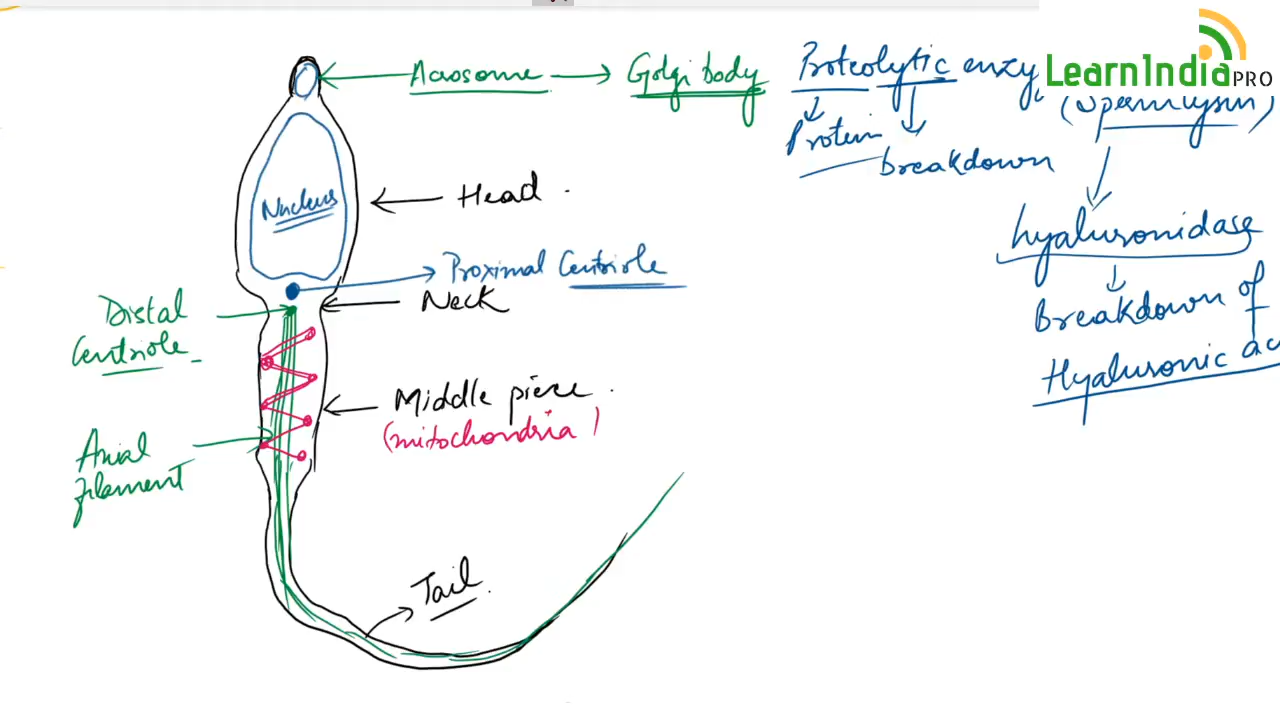 LearnIndia PRO
Acrosome
Golgi body
Proteolytic enzy
(Spermlysin)
Protein
breakdown
Nucleus
Head
hyaluronidase
Proximal Centriole
Neck
Distal
Centriole
Breakdown of
Hyaluronic ac
Middle piece
(mitochondria)
Axial
filament
Tail